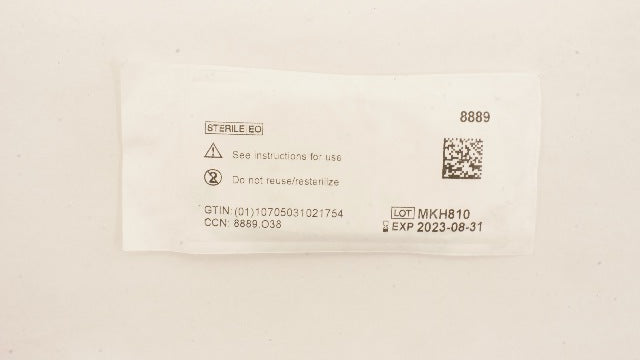 8889
STERILE EO
See instructions for use
Do not reuse/resterilize
GTIN: (01)10705031021754
CCN: 8889.O38
LOT MKH810
EXP 2023-08-31